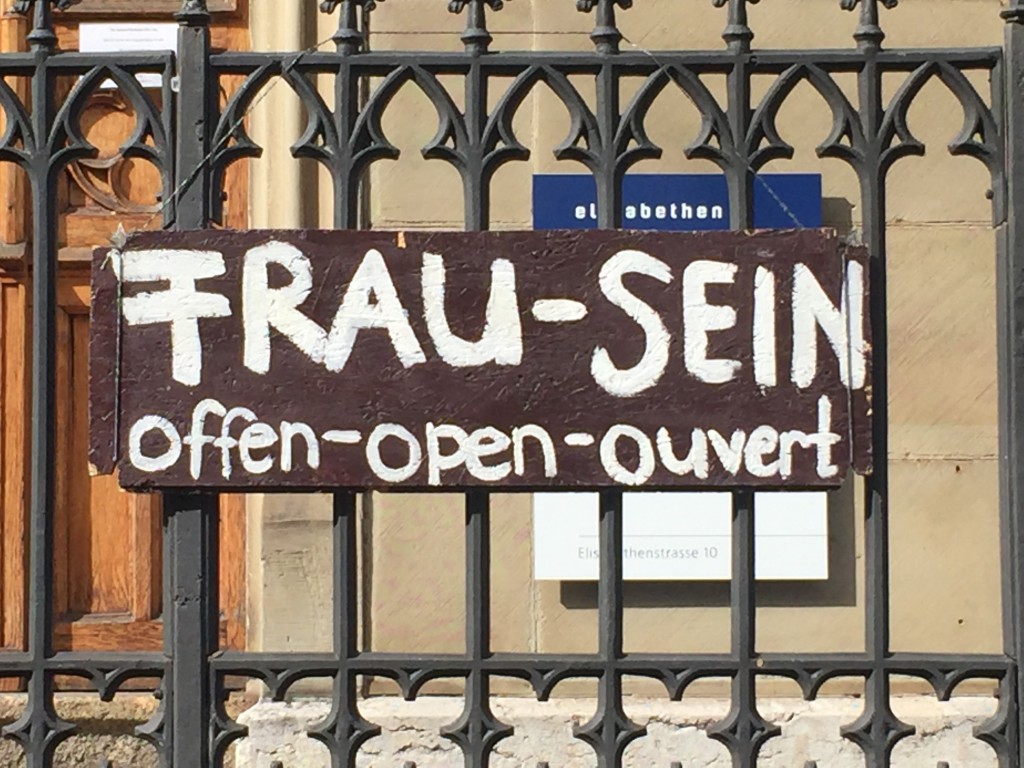 elisabethen
FRAU-SEIN
offen-open-ouvert
Elisabethenstrasse 10